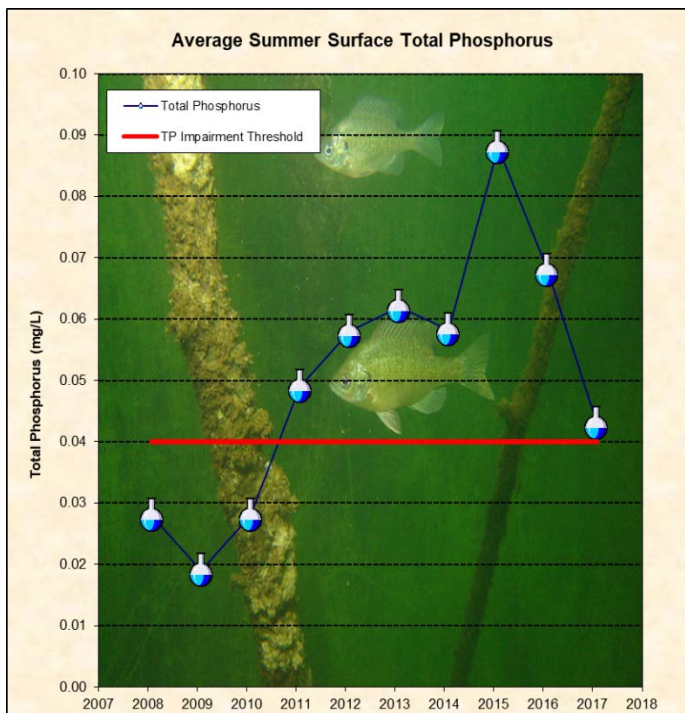 Average Summer Surface Total Phosphorus
Total Phosphorus
TP Impairment Threshold
Total Phosphorus (mg/L)
0.10
0.09
0.08
0.07
0.06
0.05
0.04
0.03
0.02
0.01
0.00
2007 2008 2009 2010 2011 2012 2013 2014 2015 2016 2017 2018